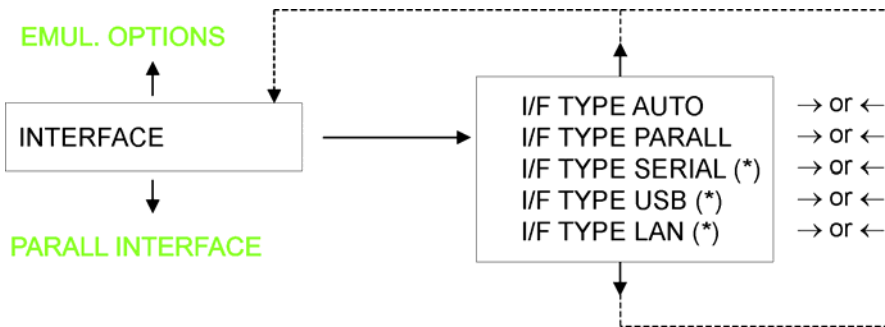 EMUL. OPTIONS
INTERFACE
PARALL INTERFACE
I/F TYPE AUTO → or ←
I/F TYPE PARALL → or ←
I/F TYPE SERIAL (*) → or ←
I/F TYPE USB (*) → or ←
I/F TYPE LAN (*) → or ←